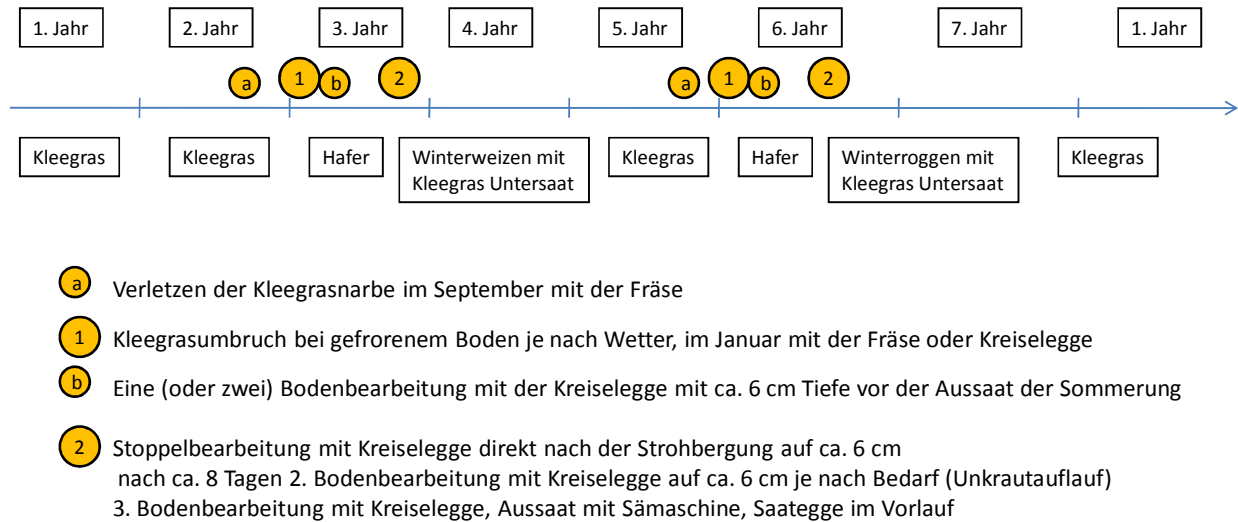 1. Jahr 2. Jahr 3. Jahr 4. Jahr 5. Jahr 6. Jahr 7. Jahr 1. Jahr
a 1 b 2 a 1 b 2
Kleegras Kleegras Hafer Winterweizen mit Kleegras Hafer Winterroggen mit Kleegras
Kleegras Untersaat Kleegras Untersaat
a Verletzen der Kleegrasnarbe im September mit der Fräse
1 Kleegrasumbruch bei gefrorenem Boden je nach Wetter, im Januar mit der Fräse oder Kreiselegge
b Eine (oder zwei) Bodenbearbeitung mit der Kreiselegge mit ca. 6 cm Tiefe vor der Aussaat der Sommerung
2 Stoppelbearbeitung mit Kreiselegge direkt nach der Strohbergung auf ca. 6 cm
nach ca. 8 Tagen 2. Bodenbearbeitung mit Kreiselegge auf ca. 6 cm je nach Bedarf (Unkrautauflauf)
3. Bodenbearbeitung mit Kreiselegge, Aussaat mit Sämaschine, Saategge im Vorlauf